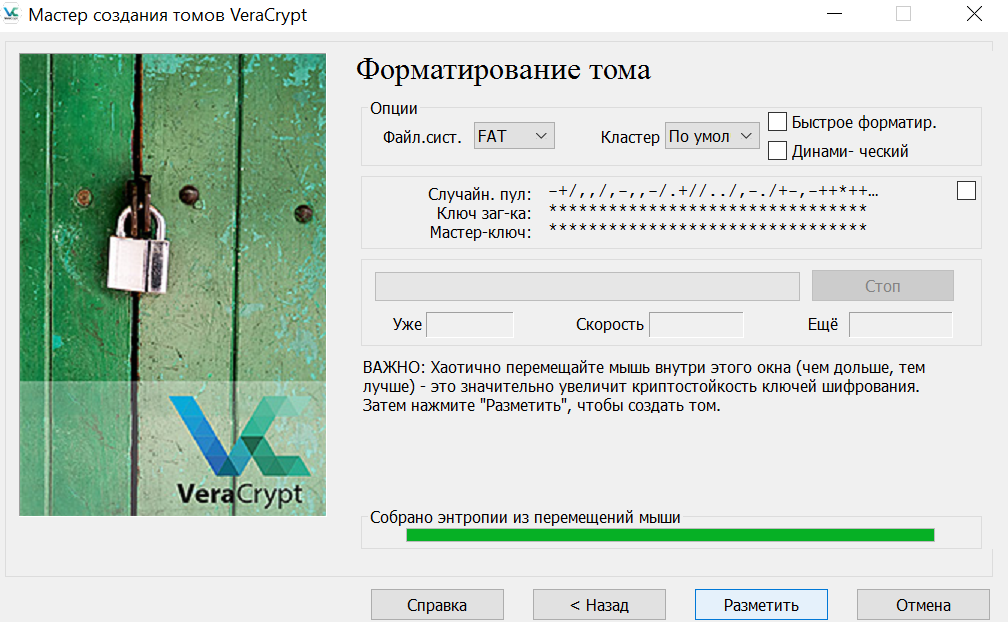 Мастер создания томов VeraCrypt
Форматирование тома
Опции
Файл.сист. FAT Кластер По умол Быстрое форматир.
Динами- ческий
Случайн. пул: -+/,,/,-,,-/.+//../,-./+-,-++*++...
Ключ заг-ка: ********************************
Мастер-ключ: ********************************
Стоп
Уже Скорость Ещё
ВАЖНО: Хаотично перемещайте мышь внутри этого окна (чем дольше, тем
лучше) - это значительно увеличит криптостойкость ключей шифрования.
Затем нажмите "Разметить", чтобы создать том.
VeraCrypt
Собрано энтропии из перемещений мыши
Справка < Назад Разметить Отмена